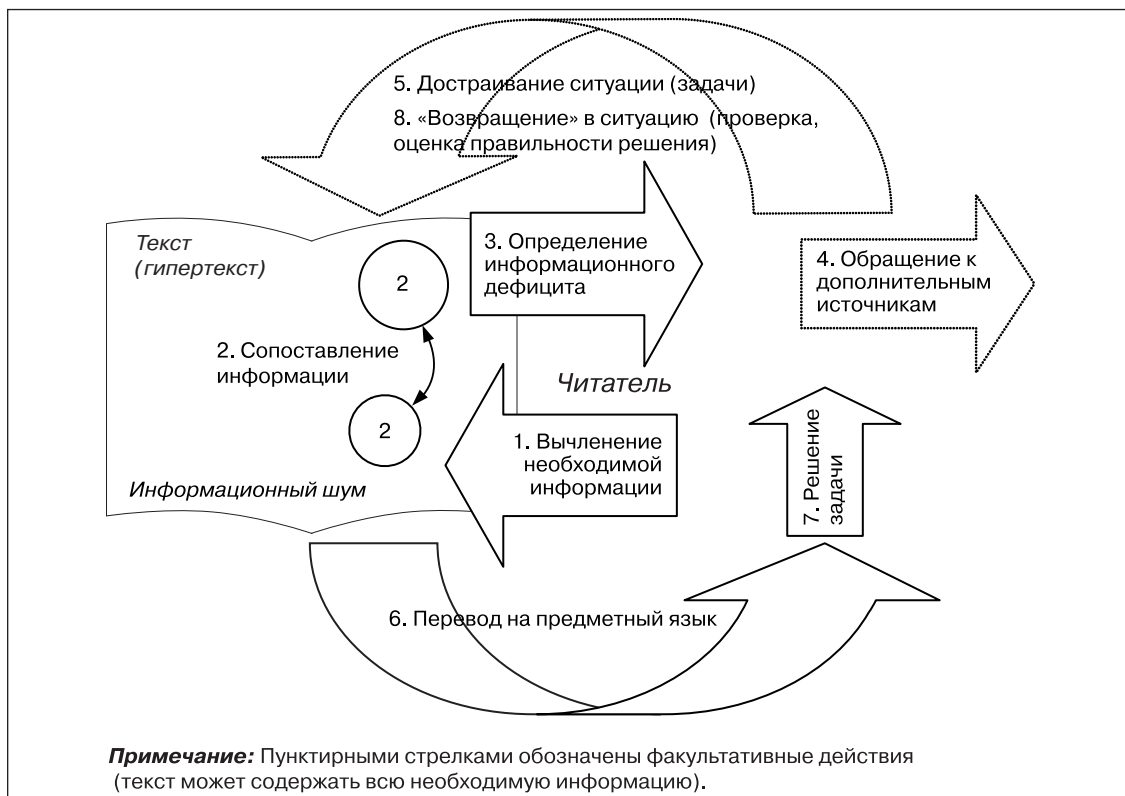 5. Достраивание ситуации (задачи)
8. «Возвращение» в ситуацию (проверка,
оценка правильности решения)
Текст
(гипертекст)
2
3. Определение
информационного
дефицита
4. Обращение к
дополнительным
источникам
2. Сопоставление
информации
Читатель
2
1. Вычленение
необходимой
информации
Информационный шум
7. Решение
задачи
6. Перевод на предметный язык
Примечание: Пунктирными стрелками обозначены факультативные действия
(текст может содержать всю необходимую информацию).